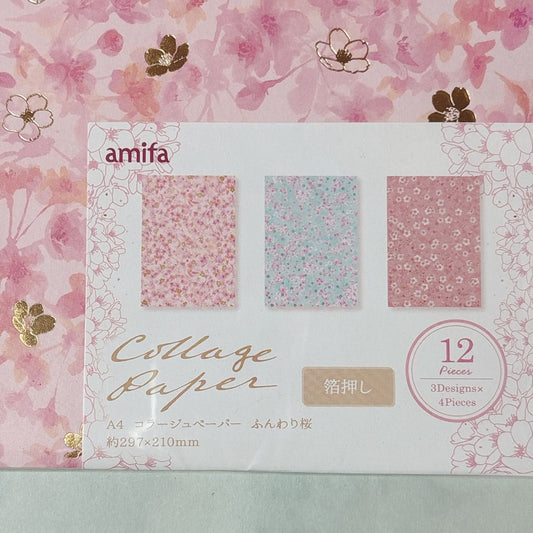 amifa
Collage
Paper
箔押し
12
Pieces
3Designs×
4Pieces
A4 コラージュペーパー ふんわり桜
約297×210mm